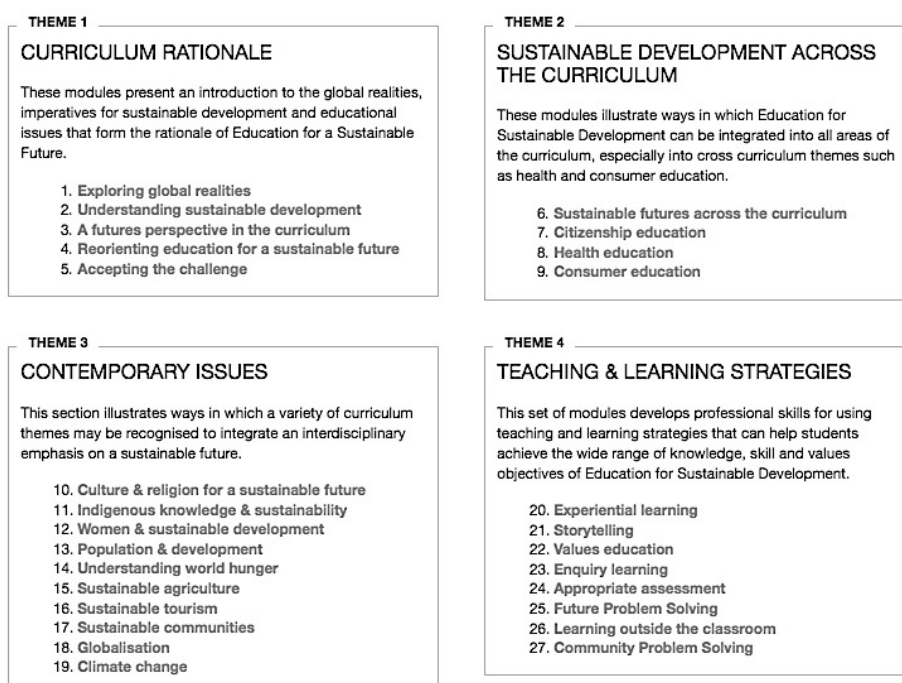 THEME 1
CURRICULUM RATIONALE
These modules present an introduction to the global realities,
imperatives for sustainable development and educational
issues that form the rationale of Education for a Sustainable
Future.
1. Exploring global realities
2. Understanding sustainable development
3. A futures perspective in the curriculum
4. Reorienting education for a sustainable future
5. Accepting the challenge
THEME 2
SUSTAINABLE DEVELOPMENT ACROSS
THE CURRICULUM
These modules illustrate ways in which Education for
Sustainable Development can be integrated into all areas of
the curriculum, especially into cross curriculum themes such
as health and consumer education.
6. Sustainable futures across the curriculum
7. Citizenship education
8. Health education
9. Consumer education
THEME 3
CONTEMPORARY ISSUES
This section illustrates ways in which a variety of curriculum
themes may be recognised to integrate an interdisciplinary
emphasis on a sustainable future.
10. Culture & religion for a sustainable future
11. Indigenous knowledge & sustainability
12. Women & sustainable development
13. Population & development
14. Understanding world hunger
15. Sustainable agriculture
16. Sustainable tourism
17. Sustainable communities
18. Globalisation
19. Climate change
THEME 4
TEACHING & LEARNING STRATEGIES
This set of modules develops professional skills for using
teaching and learning strategies that can help students
achieve the wide range of knowledge, skill and values
objectives of Education for Sustainable Development.
20. Experiential learning
21. Storytelling
22. Values education
23. Enquiry learning
24. Appropriate assessment
25. Future Problem Solving
26. Learning outside the classroom
27. Community Problem Solving